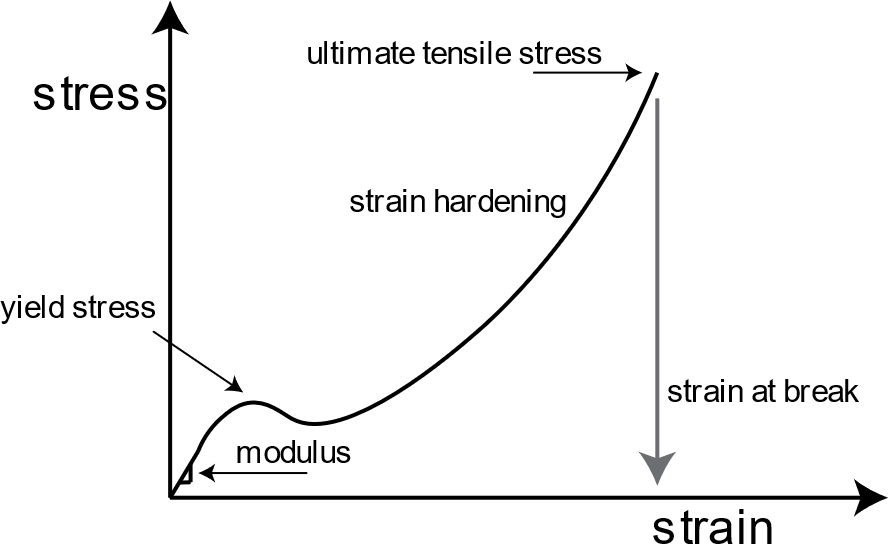 ultimate tensile stress
stress
strain hardening
yield stress
strain at break
modulus
strain